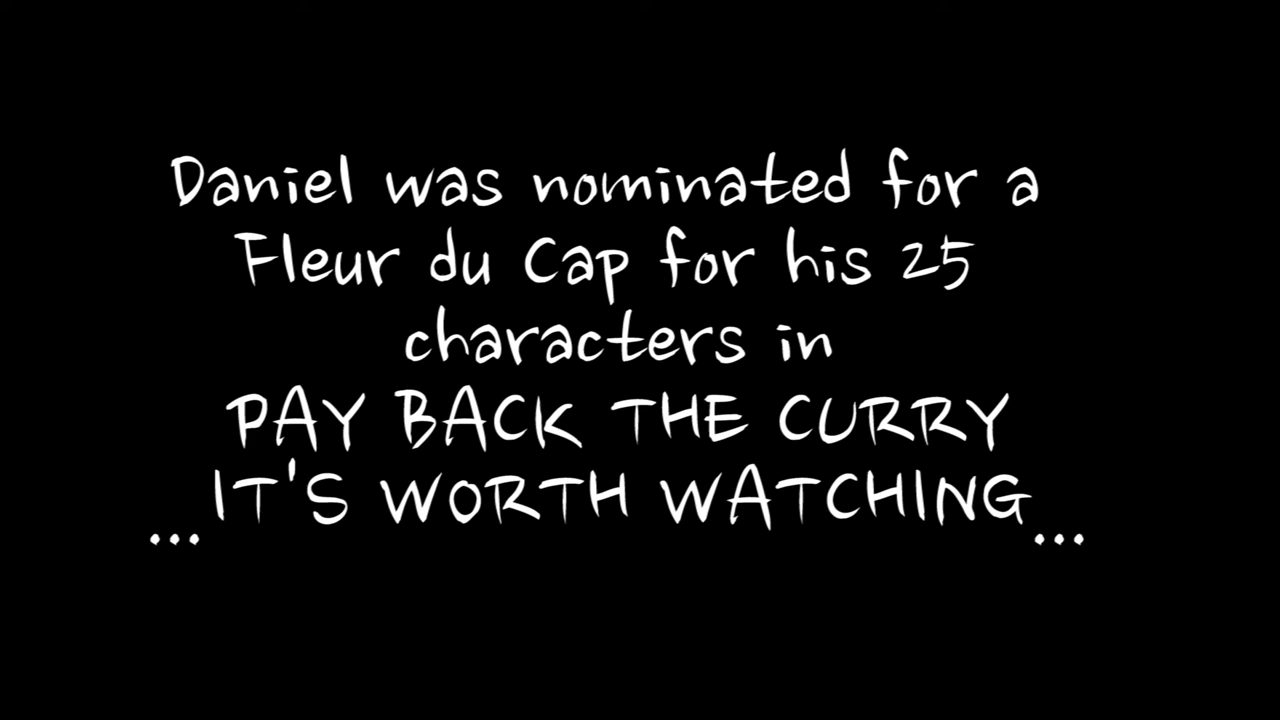 Daniel was nominated for a
Fleur du Cap for his 25
characters in
PAY BACK THE CURRY
...IT'S WORTH WATCHING...